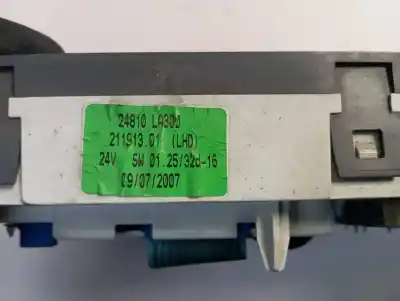 24810 LA300
211913.01 (LHD)
24V SW 01.25/32d-16
09/07/2007